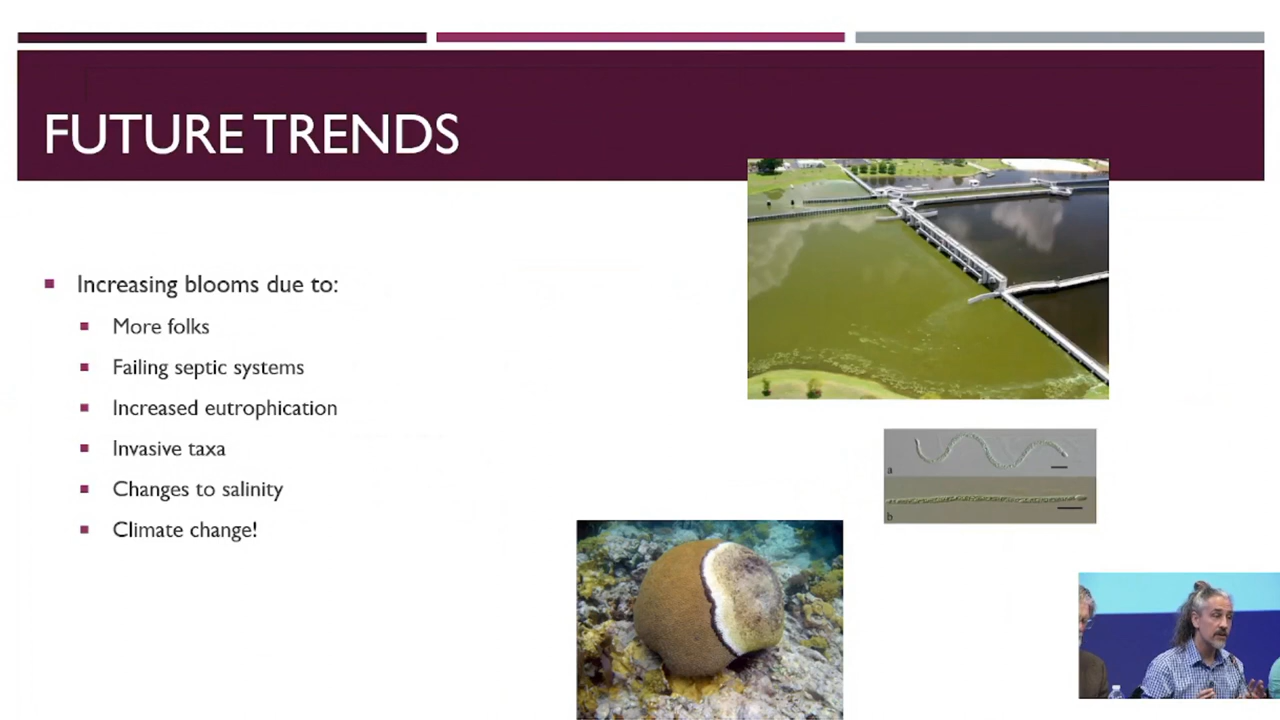 FUTURE TRENDS
Increasing blooms due to:
More folks
Failing septic systems
Increased eutrophication
Invasive taxa
Changes to salinity
Climate change!
a
b